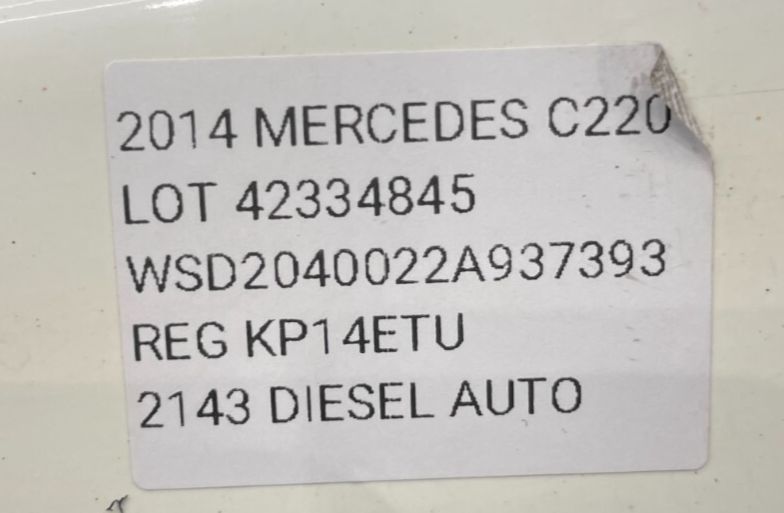 2014 MERCEDES C220
LOT 42334845
WSD2040022A937393
REG KP14ETU
2143 DIESEL AUTO